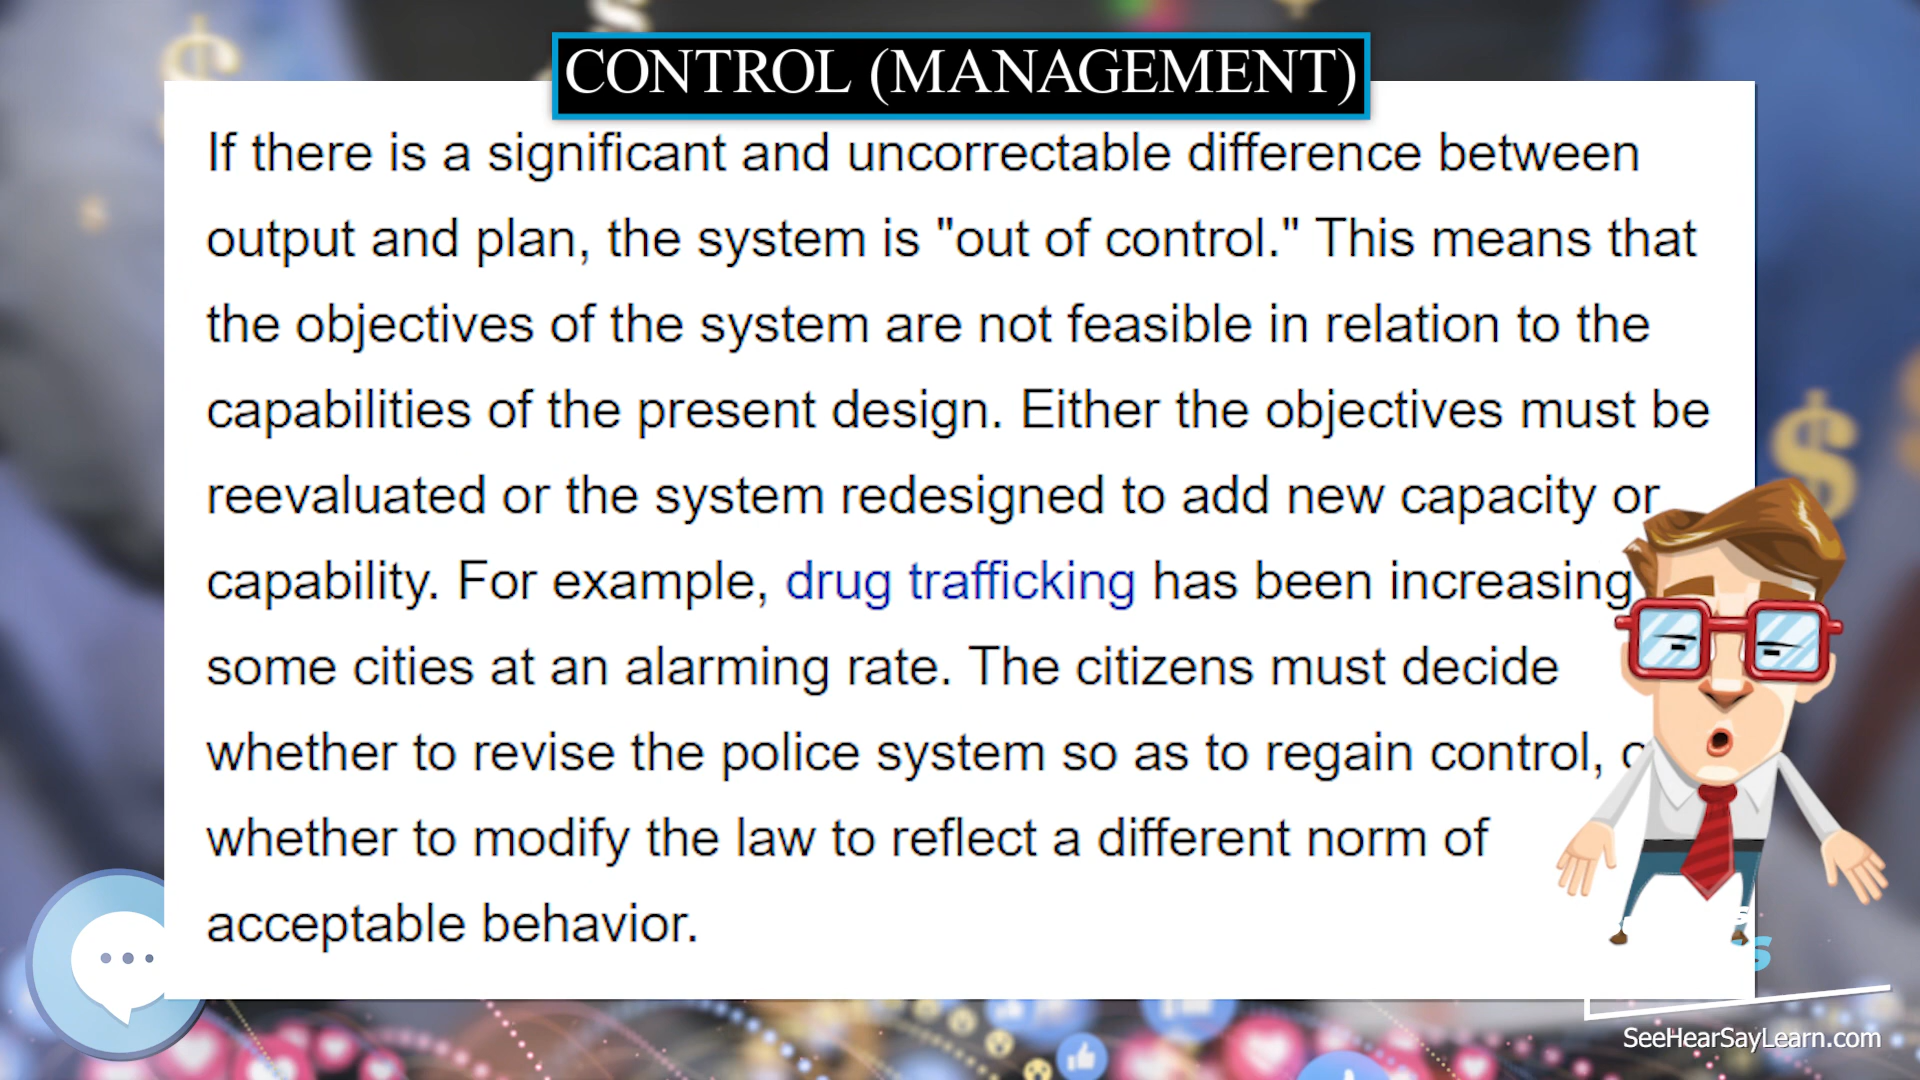 CONTROL (MANAGEMENT)
If there is a significant and uncorrectable difference between
output and plan, the system is "out of control." This means that
the objectives of the system are not feasible in relation to the
capabilities of the present design. Either the objectives must be
reevaluated or the system redesigned to add new capacity or
capability. For example, drug trafficking has been increasing
some cities at an alarming rate. The citizens must decide
whether to revise the police system so as to regain control,
whether to modify the law to reflect a different norm of
acceptable behavior.
SeeHearSayLearn.com